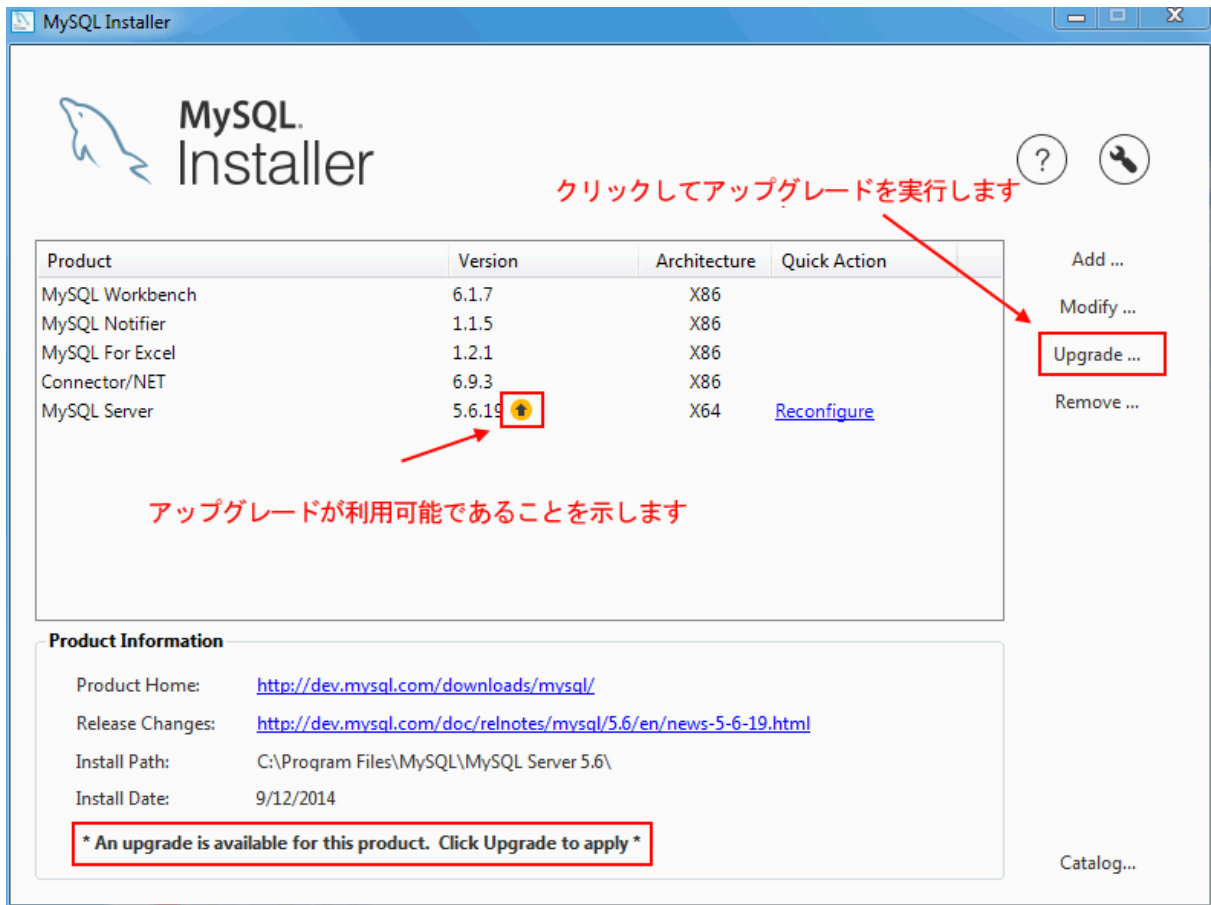 MySQL Installer
MySQL.
Installer
クリックしてアップグレードを実行します
Product Version Architecture Quick Action
MySQL Workbench 6.1.7 X86
MySQL Notifier 1.1.5 X86
MySQL For Excel 1.2.1 X86
Connector/NET 6.9.3 X86
MySQL Server 5.6.19 X64 Reconfigure
アップグレードが利用可能であることを示します
Add ...
Modify ...
Upgrade ...
Remove ...
Product Information
Product Home: http://dev.mysql.com/downloads/mysql/
Release Changes: http://dev.mysql.com/doc/relnotes/mysql/5.6/en/news-5-6-19.html
Install Path: C:\Program Files\MySQL\MySQL Server 5.6\
Install Date: 9/12/2014
* An upgrade is available for this product. Click Upgrade to apply *
Catalog...